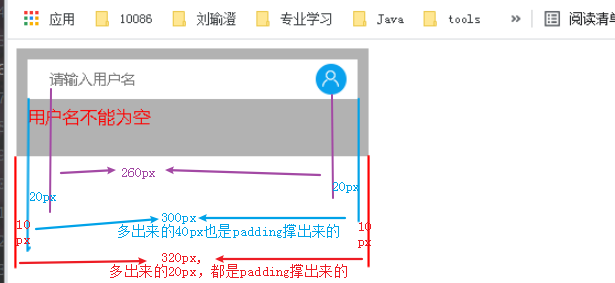 应用 10086 刘瑜澄 专业学习 Java tools » 阅读清单
请输入用户名
用户名不能为空
260px
20px 20px
300px
多出来的40px也是padding撑出来的
10px 10px
320px,
多出来的20px, 都是padding撑出来的